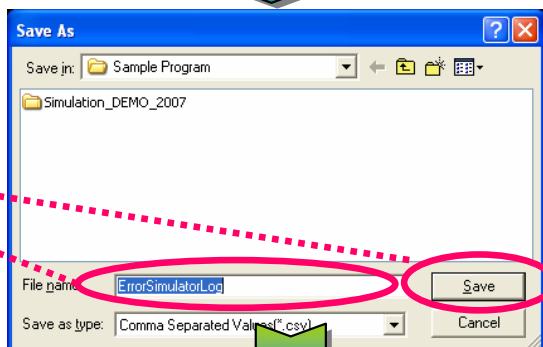 Save As
Save in: Sample Program
Simulation_DEMO_2007
File name: ErrorSimulatorLog Save
Save as type: Comma Separated Values(*.csv) Cancel